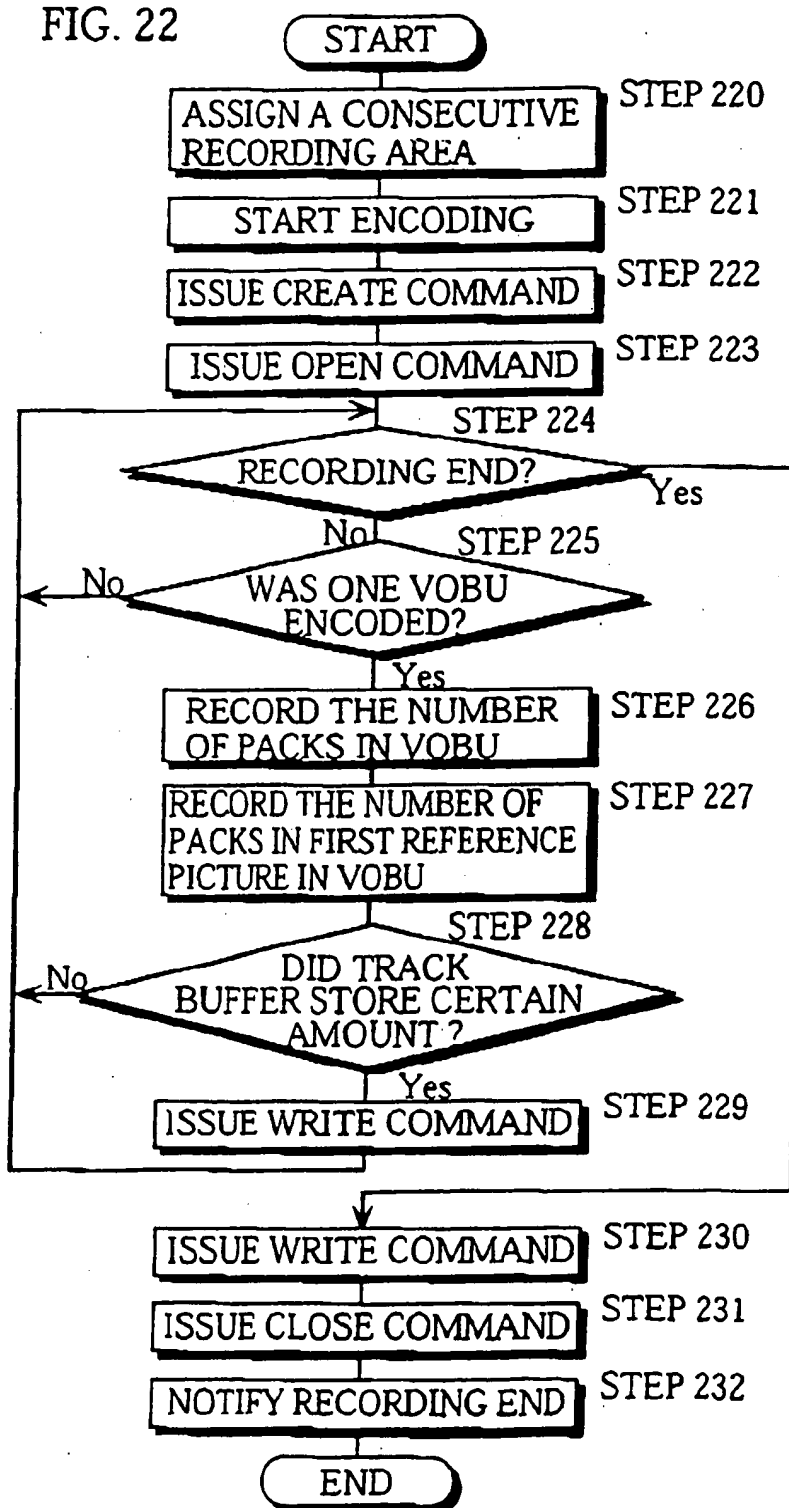 FIG. 22
START
STEP 220
ASSIGN A CONSECUTIVE
RECORDING AREA
STEP 221
START ENCODING
STEP 222
ISSUE CREATE COMMAND
STEP 223
ISSUE OPEN COMMAND
STEP 224
RECORDING END?
Yes
No
STEP 225
No
WAS ONE VOBU
ENCODED?
Yes
STEP 226
RECORD THE NUMBER
OF PACKS IN VOBU
STEP 227
RECORD THE NUMBER OF
PACKS IN FIRST REFERENCE
PICTURE IN VOBU
STEP 228
No
DID TRACK
BUFFER STORE CERTAIN
AMOUNT ?
Yes
STEP 229
ISSUE WRITE COMMAND
STEP 230
ISSUE WRITE COMMAND
STEP 231
ISSUE CLOSE COMMAND
STEP 232
NOTIFY RECORDING END
END